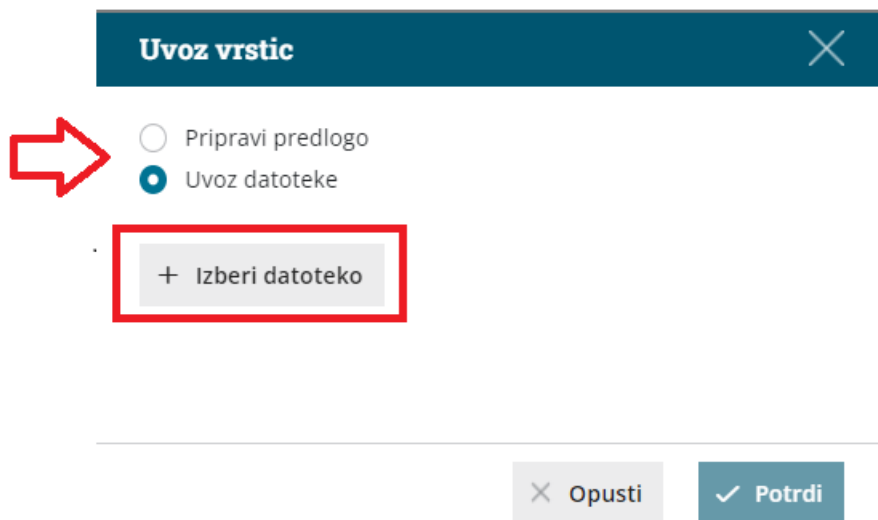 Uvoz vrstic
Pripravi predlogo
Uvoz datoteke
+ Izberi datoteko
Opusti
Potrdi